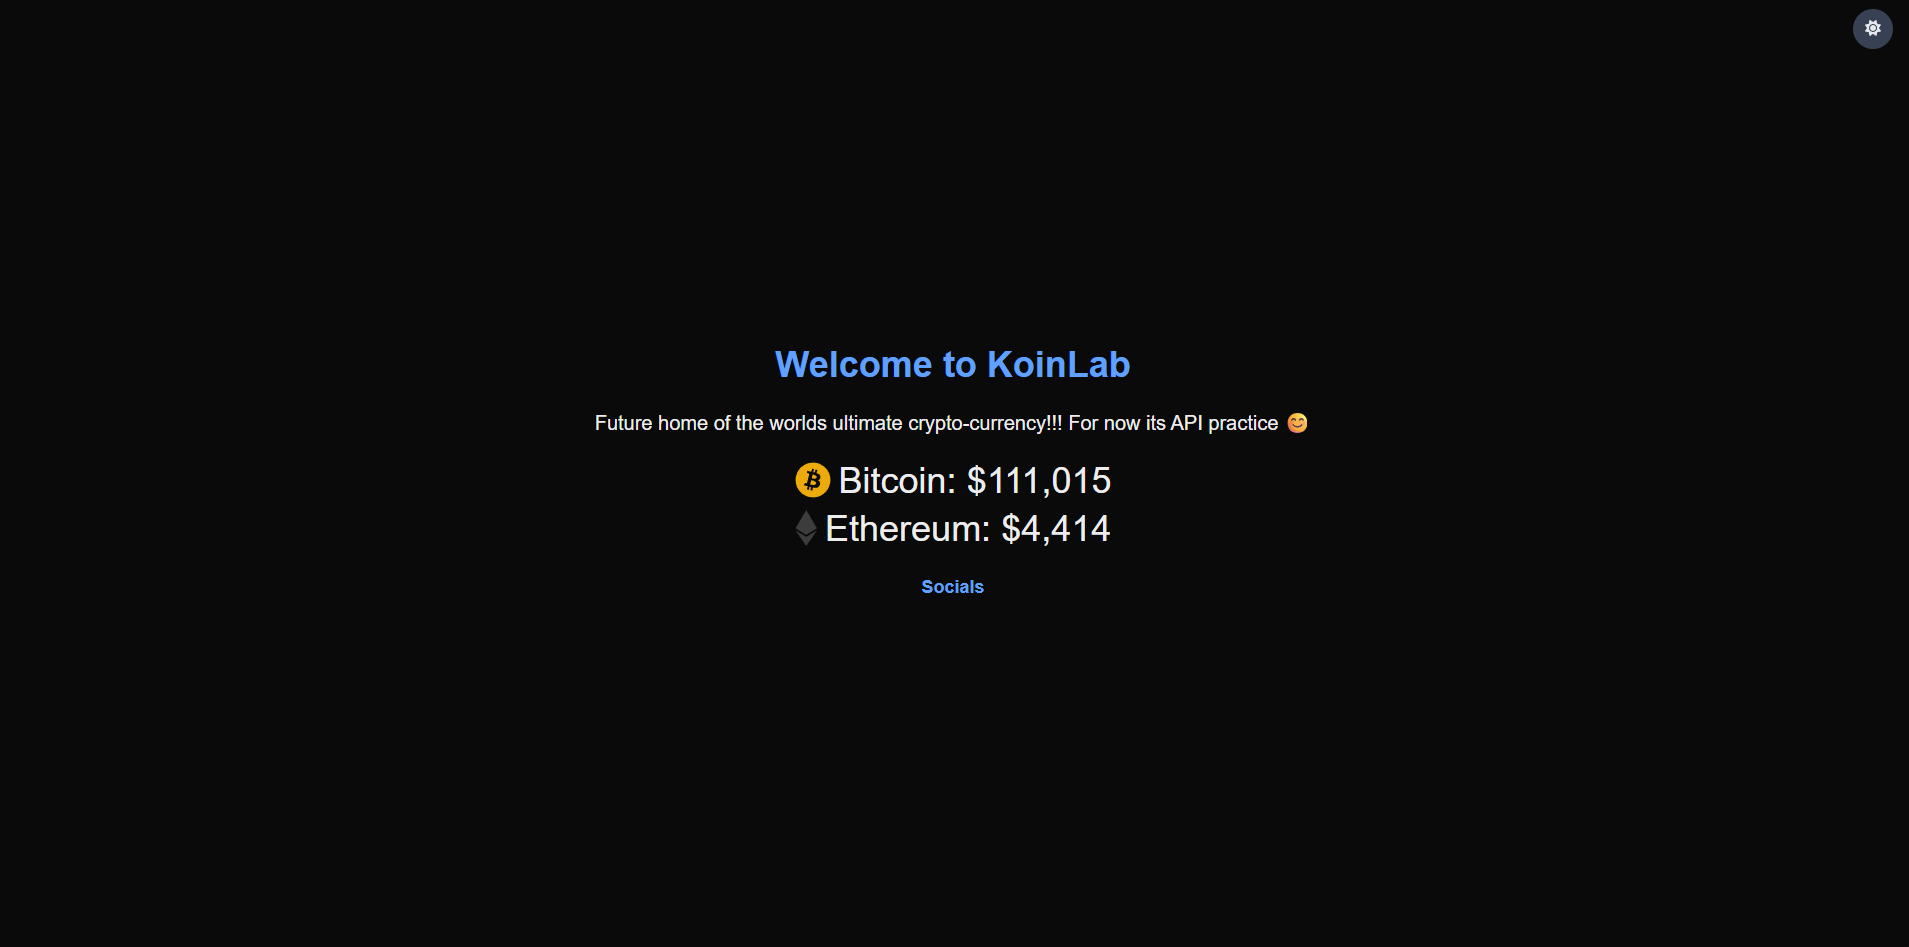 Welcome to KoinLab
Future home of the worlds ultimate crypto-currency!!! For now its API practice 😊
Bitcoin: $111,015
Ethereum: $4,414
Socials